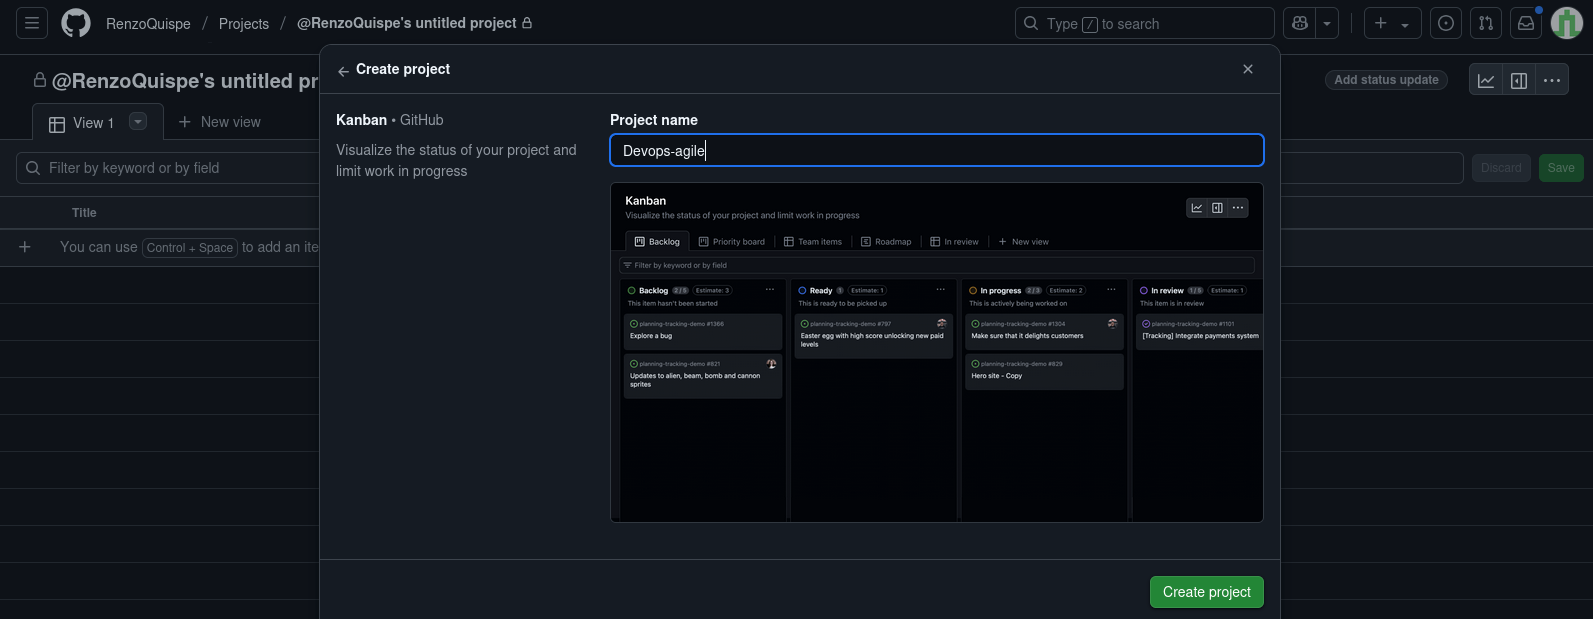 RenzoQuispe / Projects / @RenzoQuispe's untitled project
Type / to search
@RenzoQuispe's untitled pr
Add status update
View 1
New view
Filter by keyword or by field
Discard
Save
Title
You can use Control + Space to add an ite
Create project
Kanban • GitHub
Visualize the status of your project and
limit work in progress
Project name
Devops-agile
Kanban
Visualize the status of your project and limit work in progress
Backlog
Priority board
Team items
Roadmap
In review
New view
Filter by keyword or by field
Backlog 2/5 Estimate: 3
This item hasn't been started
planning-tracking-demo #1366
Explore a bug
planning-tracking-demo #821
Updates to alien, beam, bomb and cannon
sprites
Ready 1 Estimate: 1
This is ready to be picked up
planning-tracking-demo #797
Easter egg with high score unlocking new paid
levels
In progress 2/3 Estimate: 2
This is actively being worked on
planning-tracking-demo #1304
Make sure that it delights customers
planning-tracking-demo #829
Hero site - Copy
In review 1/5 Estimate: 1
This item is in review
planning-tracking-demo #1101
[Tracking] Integrate payments system
Create project